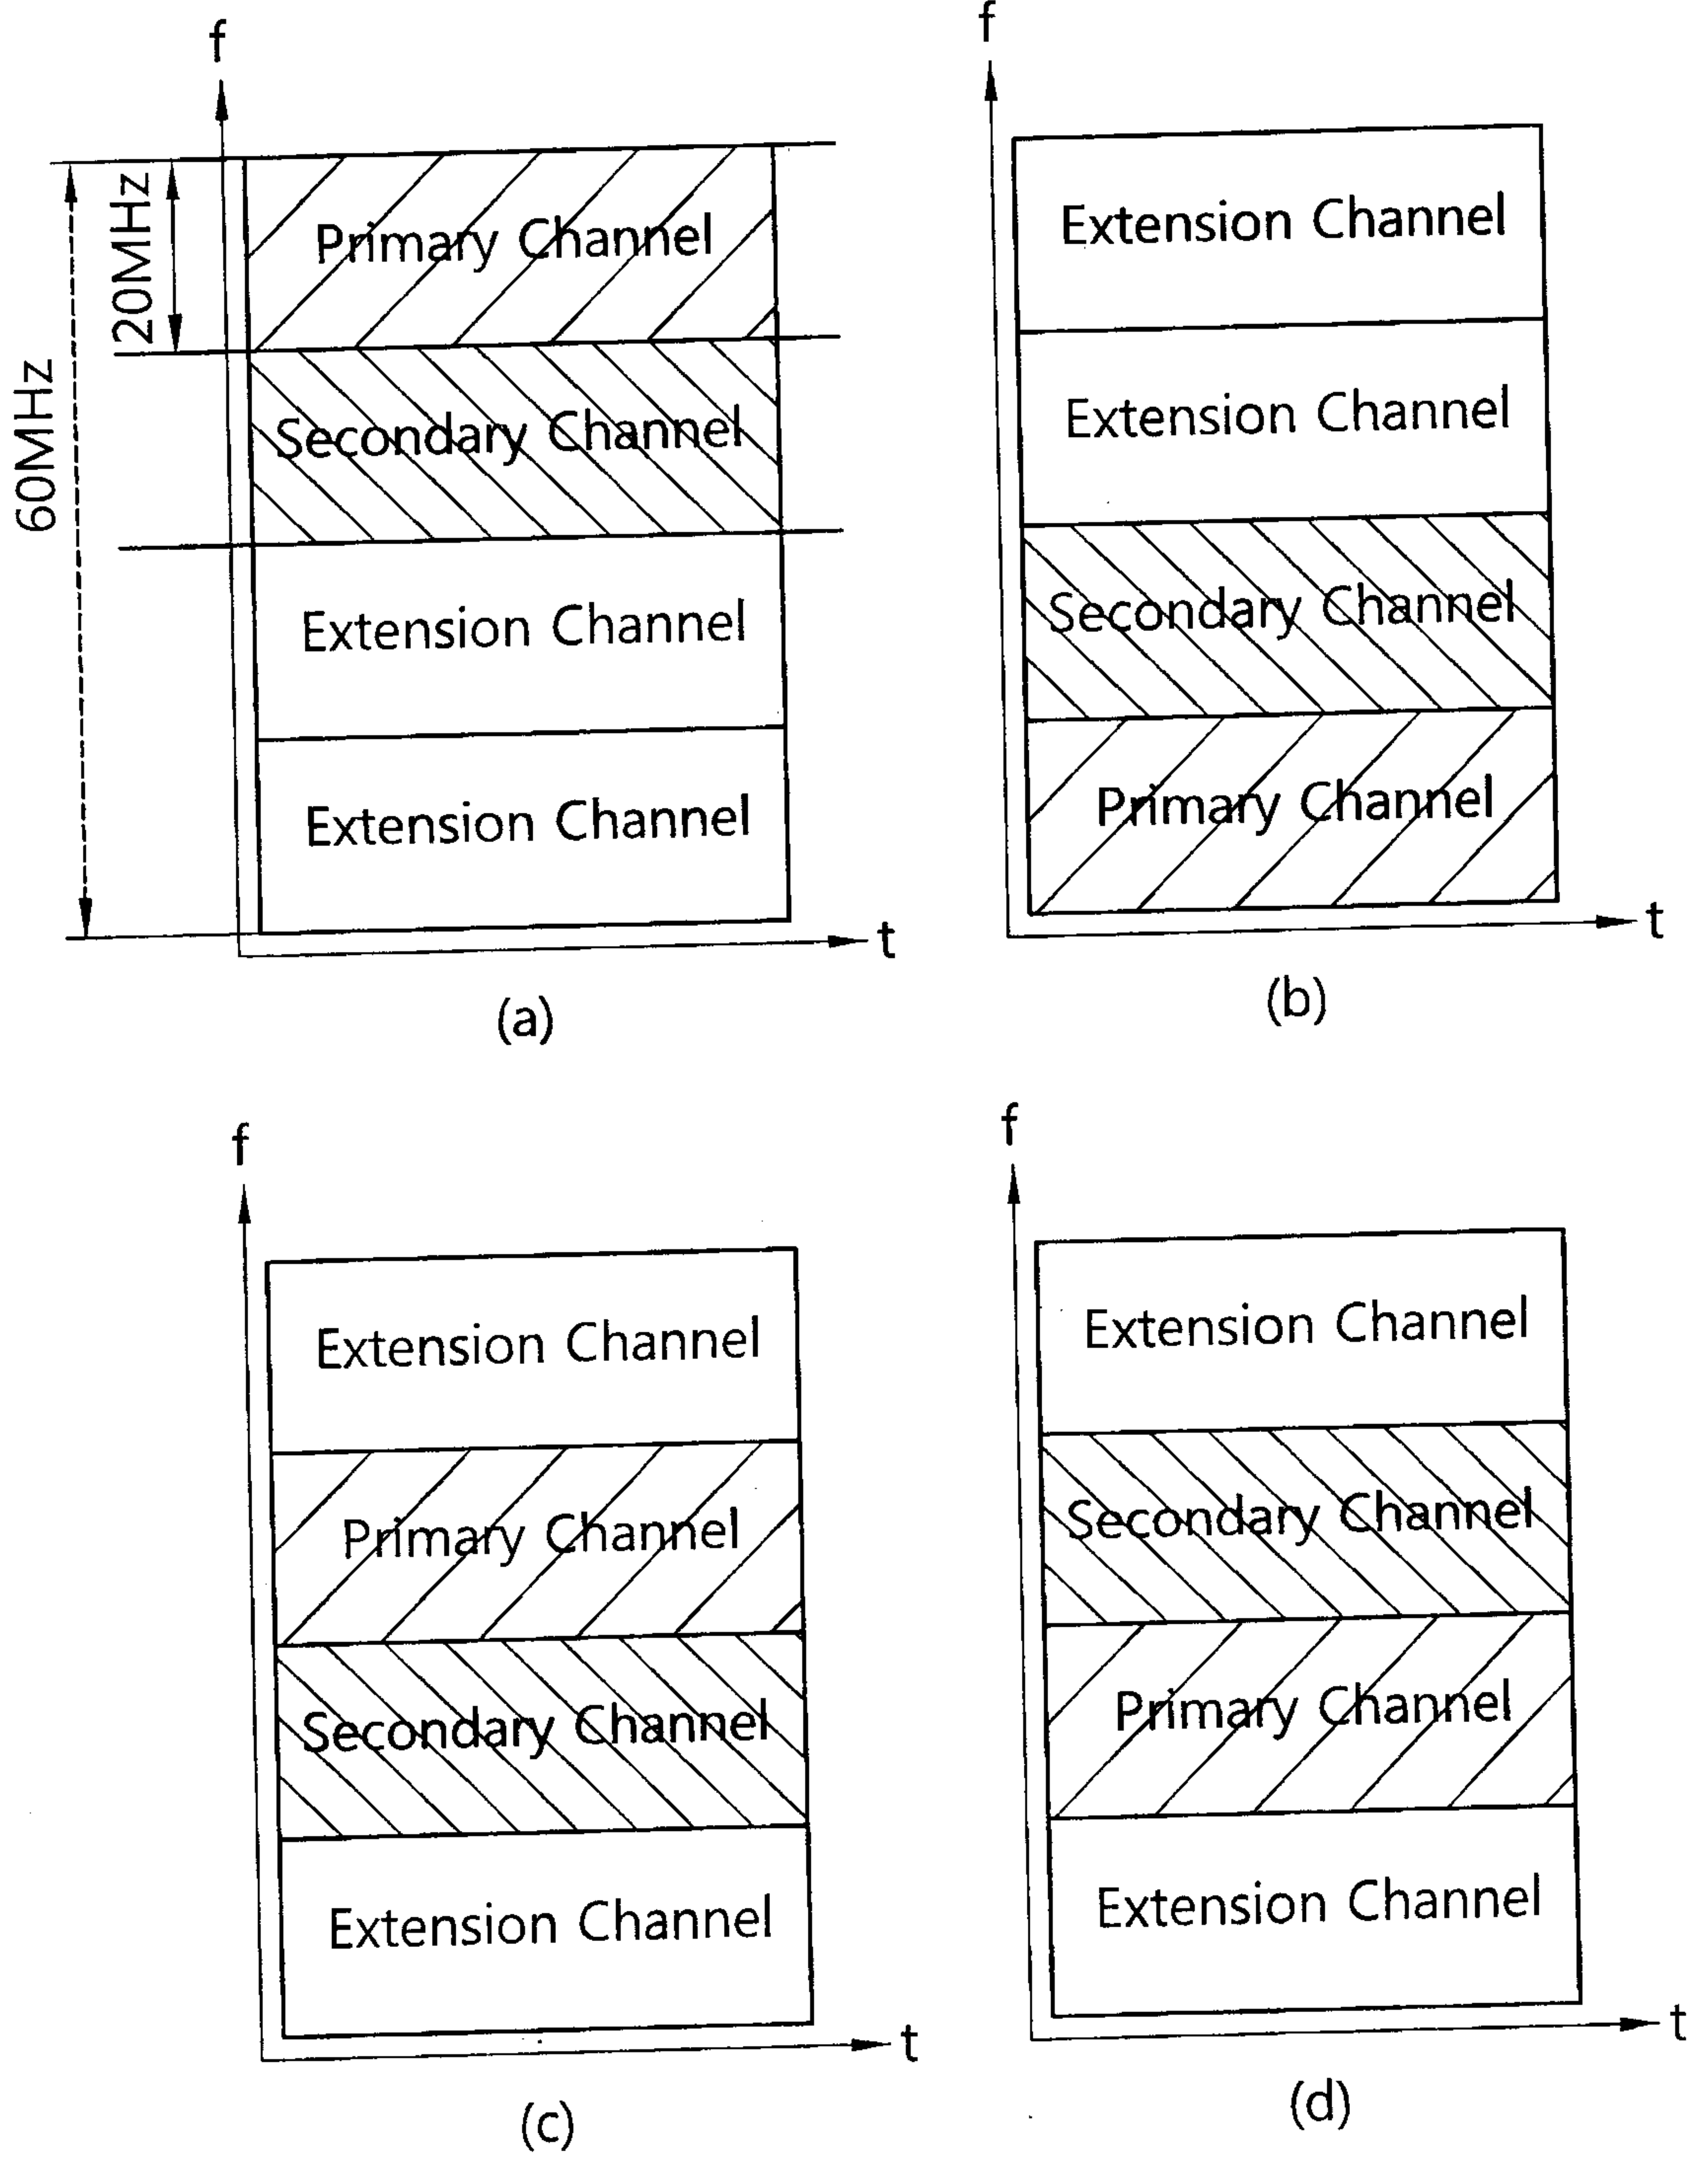 f
20MHz
60MHz
Primary Channel
Secondary Channel
Extension Channel
Extension Channel
t
(a)
f
Extension Channel
Extension Channel
Secondary Channel
Primary Channel
t
(b)
f
Extension Channel
Primary Channel
Secondary Channel
Extension Channel
t
(c)
f
Extension Channel
Secondary Channel
Primary Channel
Extension Channel
t
(d)